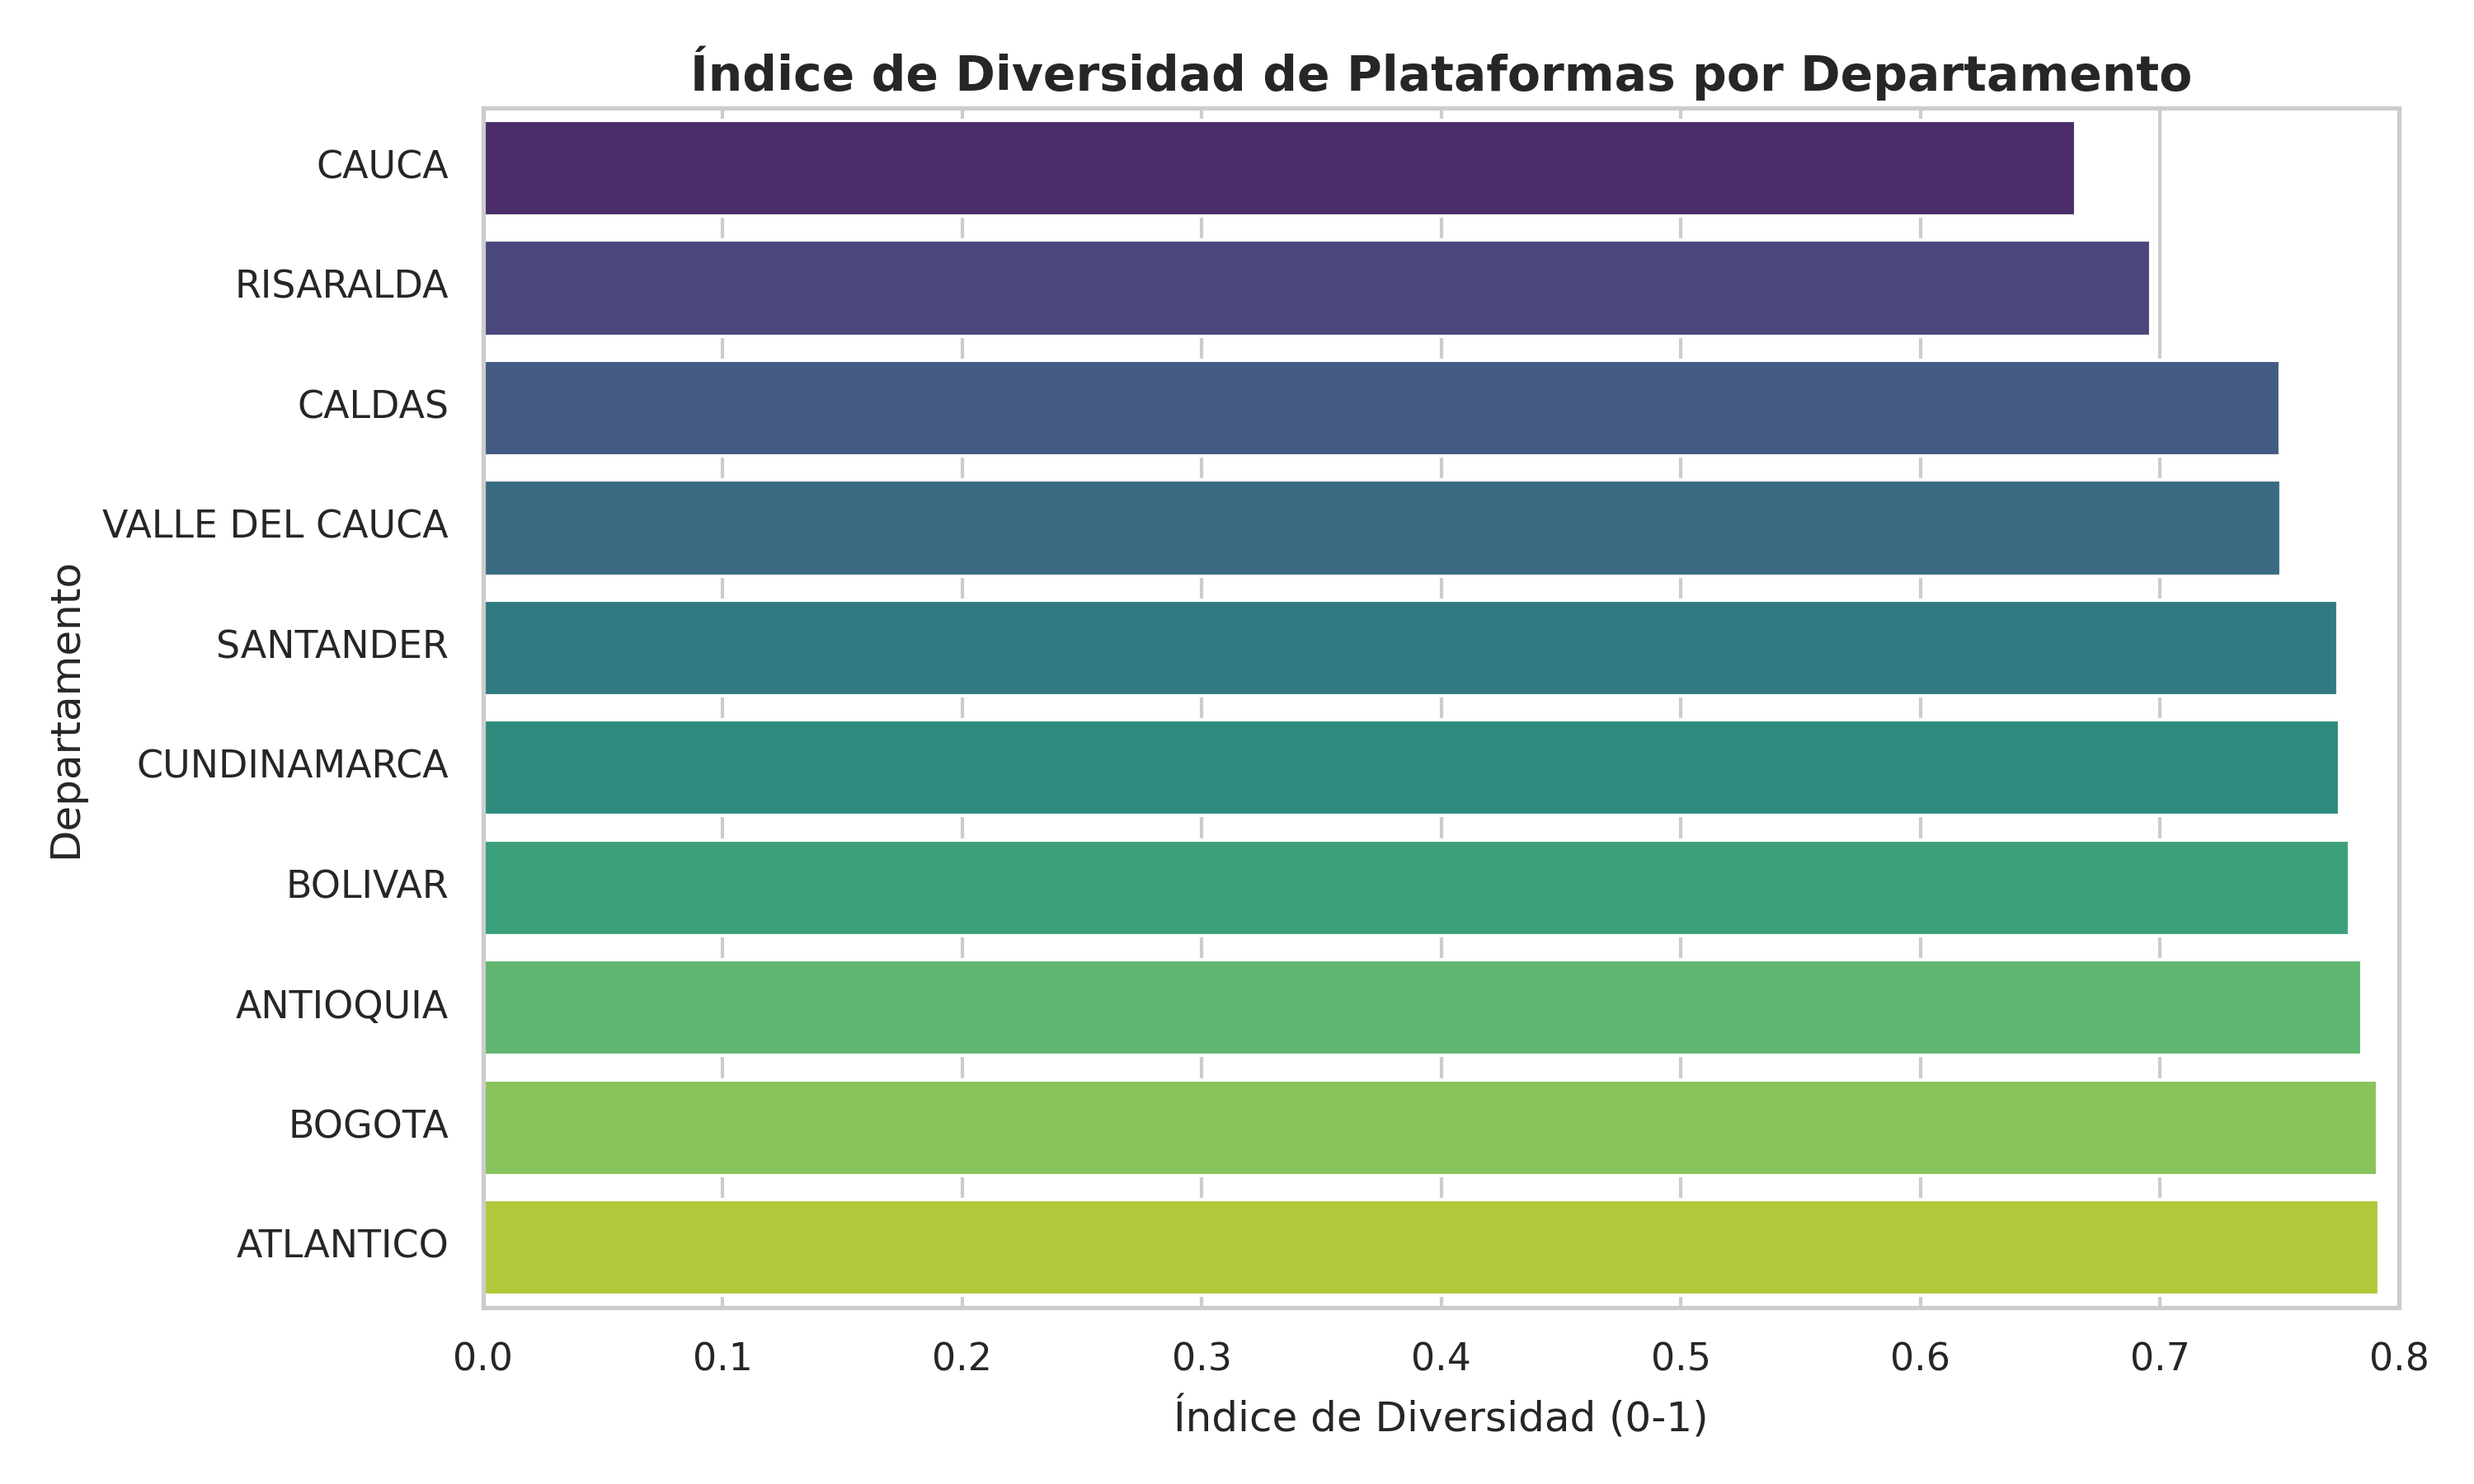 Índice de Diversidad de Plataformas por Departamento
CAUCA
RISARALDA
CALDAS
VALLE DEL CAUCA
SANTANDER
CUNDINAMARCA
BOLIVAR
ANTIOQUIA
BOGOTA
ATLANTICO
Departamento
0.0 0.1 0.2 0.3 0.4 0.5 0.6 0.7 0.8
Índice de Diversidad (0-1)